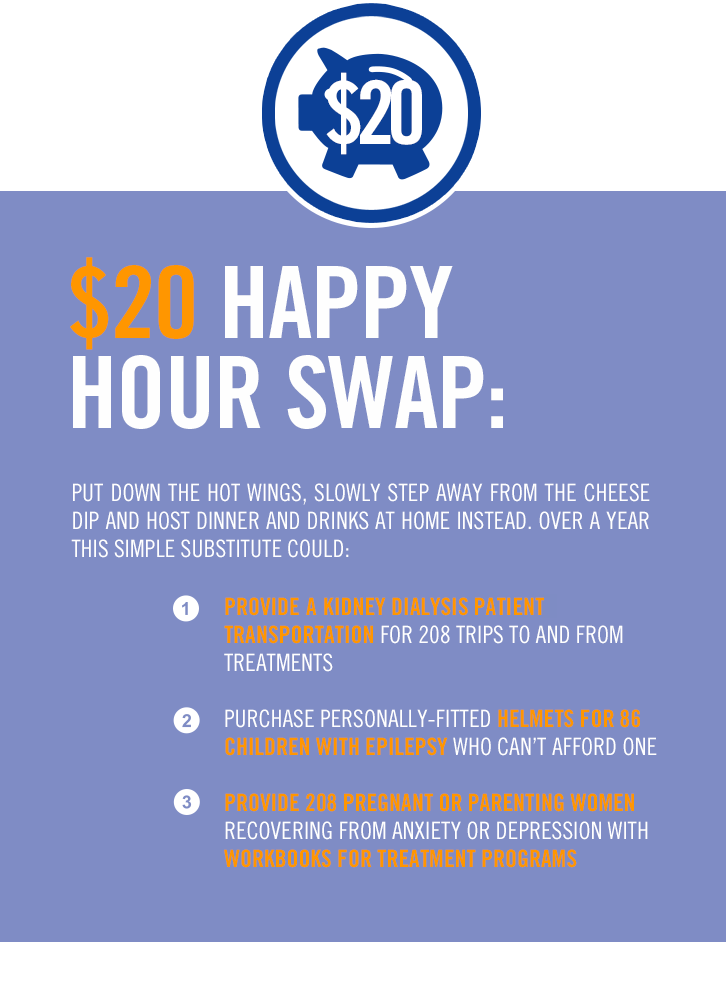 $20
$20 HAPPY
HOUR SWAP:
PUT DOWN THE HOT WINGS, SLOWLY STEP AWAY FROM THE CHEESE
DIP AND HOST DINNER AND DRINKS AT HOME INSTEAD. OVER A YEAR
THIS SIMPLE SUBSTITUTE COULD:
1 PROVIDE A KIDNEY DIALYSIS PATIENT
TRANSPORTATION FOR 208 TRIPS TO AND FROM
TREATMENTS
2 PURCHASE PERSONALLY-FITTED HELMETS FOR 86
CHILDREN WITH EPILEPSY WHO CAN'T AFFORD ONE
3 PROVIDE 208 PREGNANT OR PARENTING WOMEN
RECOVERING FROM ANXIETY OR DEPRESSION WITH
WORKBOOKS FOR TREATMENT PROGRAMS